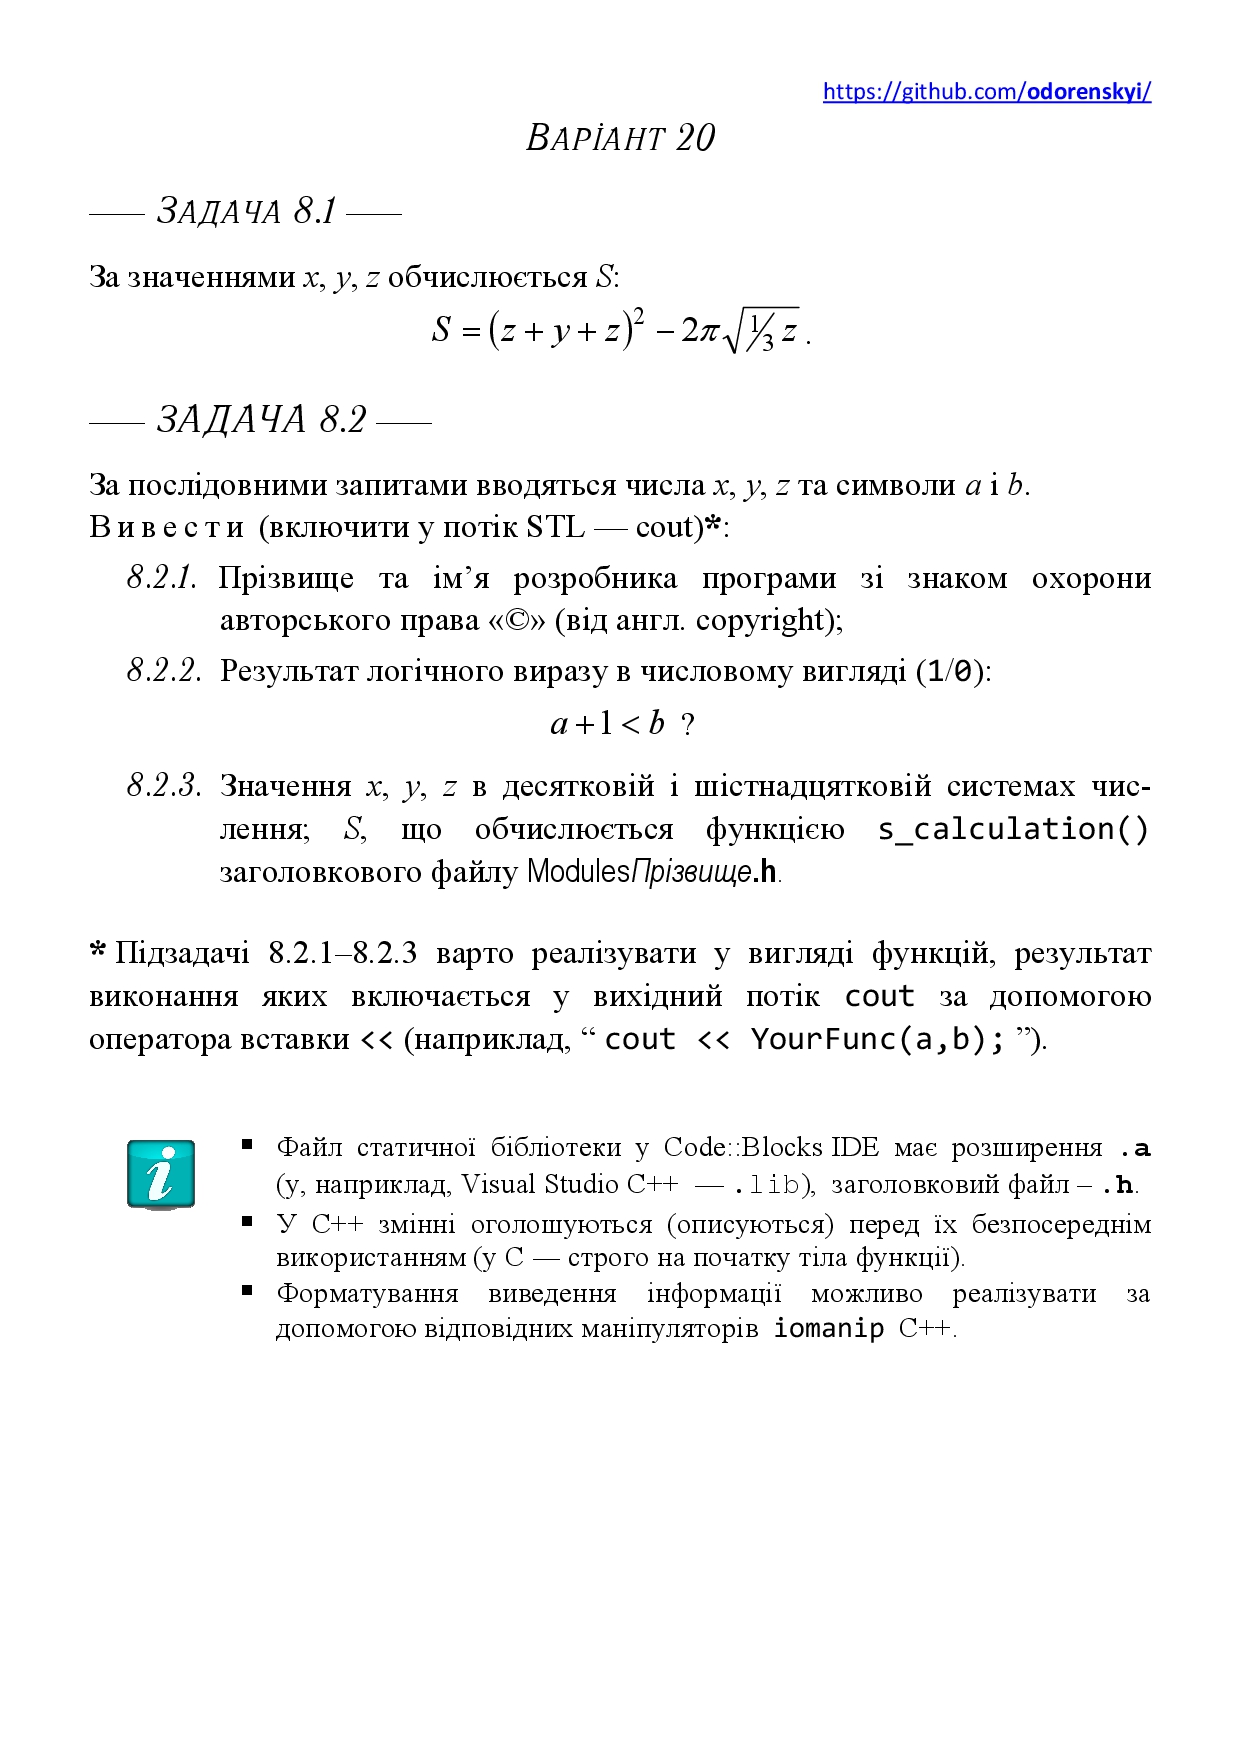 https://github.com/odorenskyi/
ВАРІАНТ 20
—— ЗАДАЧА 8.1 ——
За значеннями x, y, z обчислюється S:
S = (z + y + z)² − 2π√(⅓ z) .
—— ЗАДАЧА 8.2 ——
За послідовними запитами вводяться числа x, y, z та символи a і b.
Вивести (включити у потік STL — cout)*:
8.2.1. Прізвище та ім’я розробника програми зі знаком охорони
авторського права «©» (від англ. copyright);
8.2.2. Результат логічного виразу в числовому вигляді (1/0):
a + 1 < b ?
8.2.3. Значення x, y, z в десятковій і шістнадцятковій системах чис-
лення; S, що обчислюється функцією s_calculation()
заголовкового файлу ModulesПрізвище.h.
* Підзадачі 8.2.1–8.2.3 варто реалізувати у вигляді функцій, результат
виконання яких включається у вихідний потік cout за допомогою
оператора вставки << (наприклад, “ cout << YourFunc(a,b); ”).
i
▪ Файл статичної бібліотеки у Code::Blocks IDE має розширення .a
(у, наприклад, Visual Studio C++ — .lib), заголовковий файл – .h.
▪ У C++ змінні оголошуються (описуються) перед їх безпосереднім
використанням (у C — строго на початку тіла функції).
▪ Форматування виведення інформації можливо реалізувати за
допомогою відповідних маніпуляторів iomanip C++.